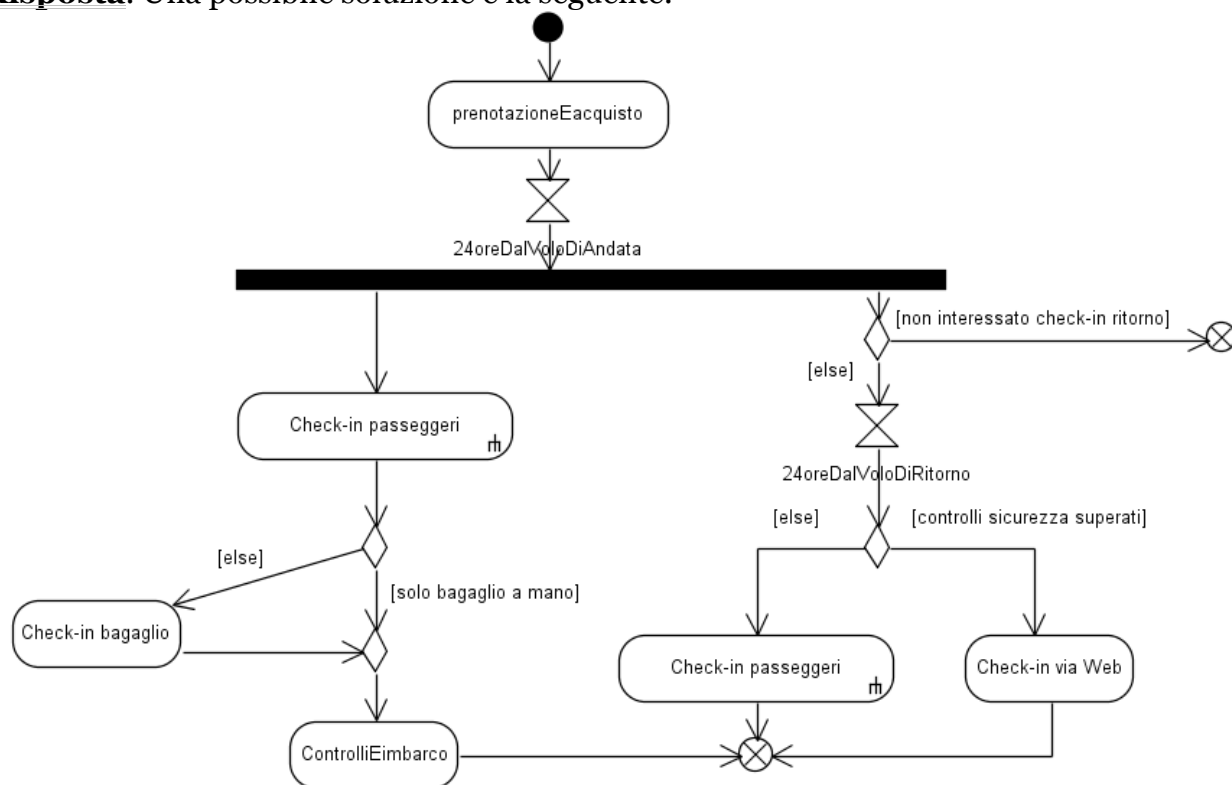 Risposta: Una possibile soluzione è la seguente:
prenotazioneEacquisto
24oreDalVoloDiAndata
[non interessato check-in ritorno]
[else]
Check-in passeggeri
24oreDalVoloDiRitorno
[else]
[controlli sicurezza superati]
[else]
[solo bagaglio a mano]
Check-in bagaglio
Check-in passeggeri
Check-in via Web
ControlliEimbarco